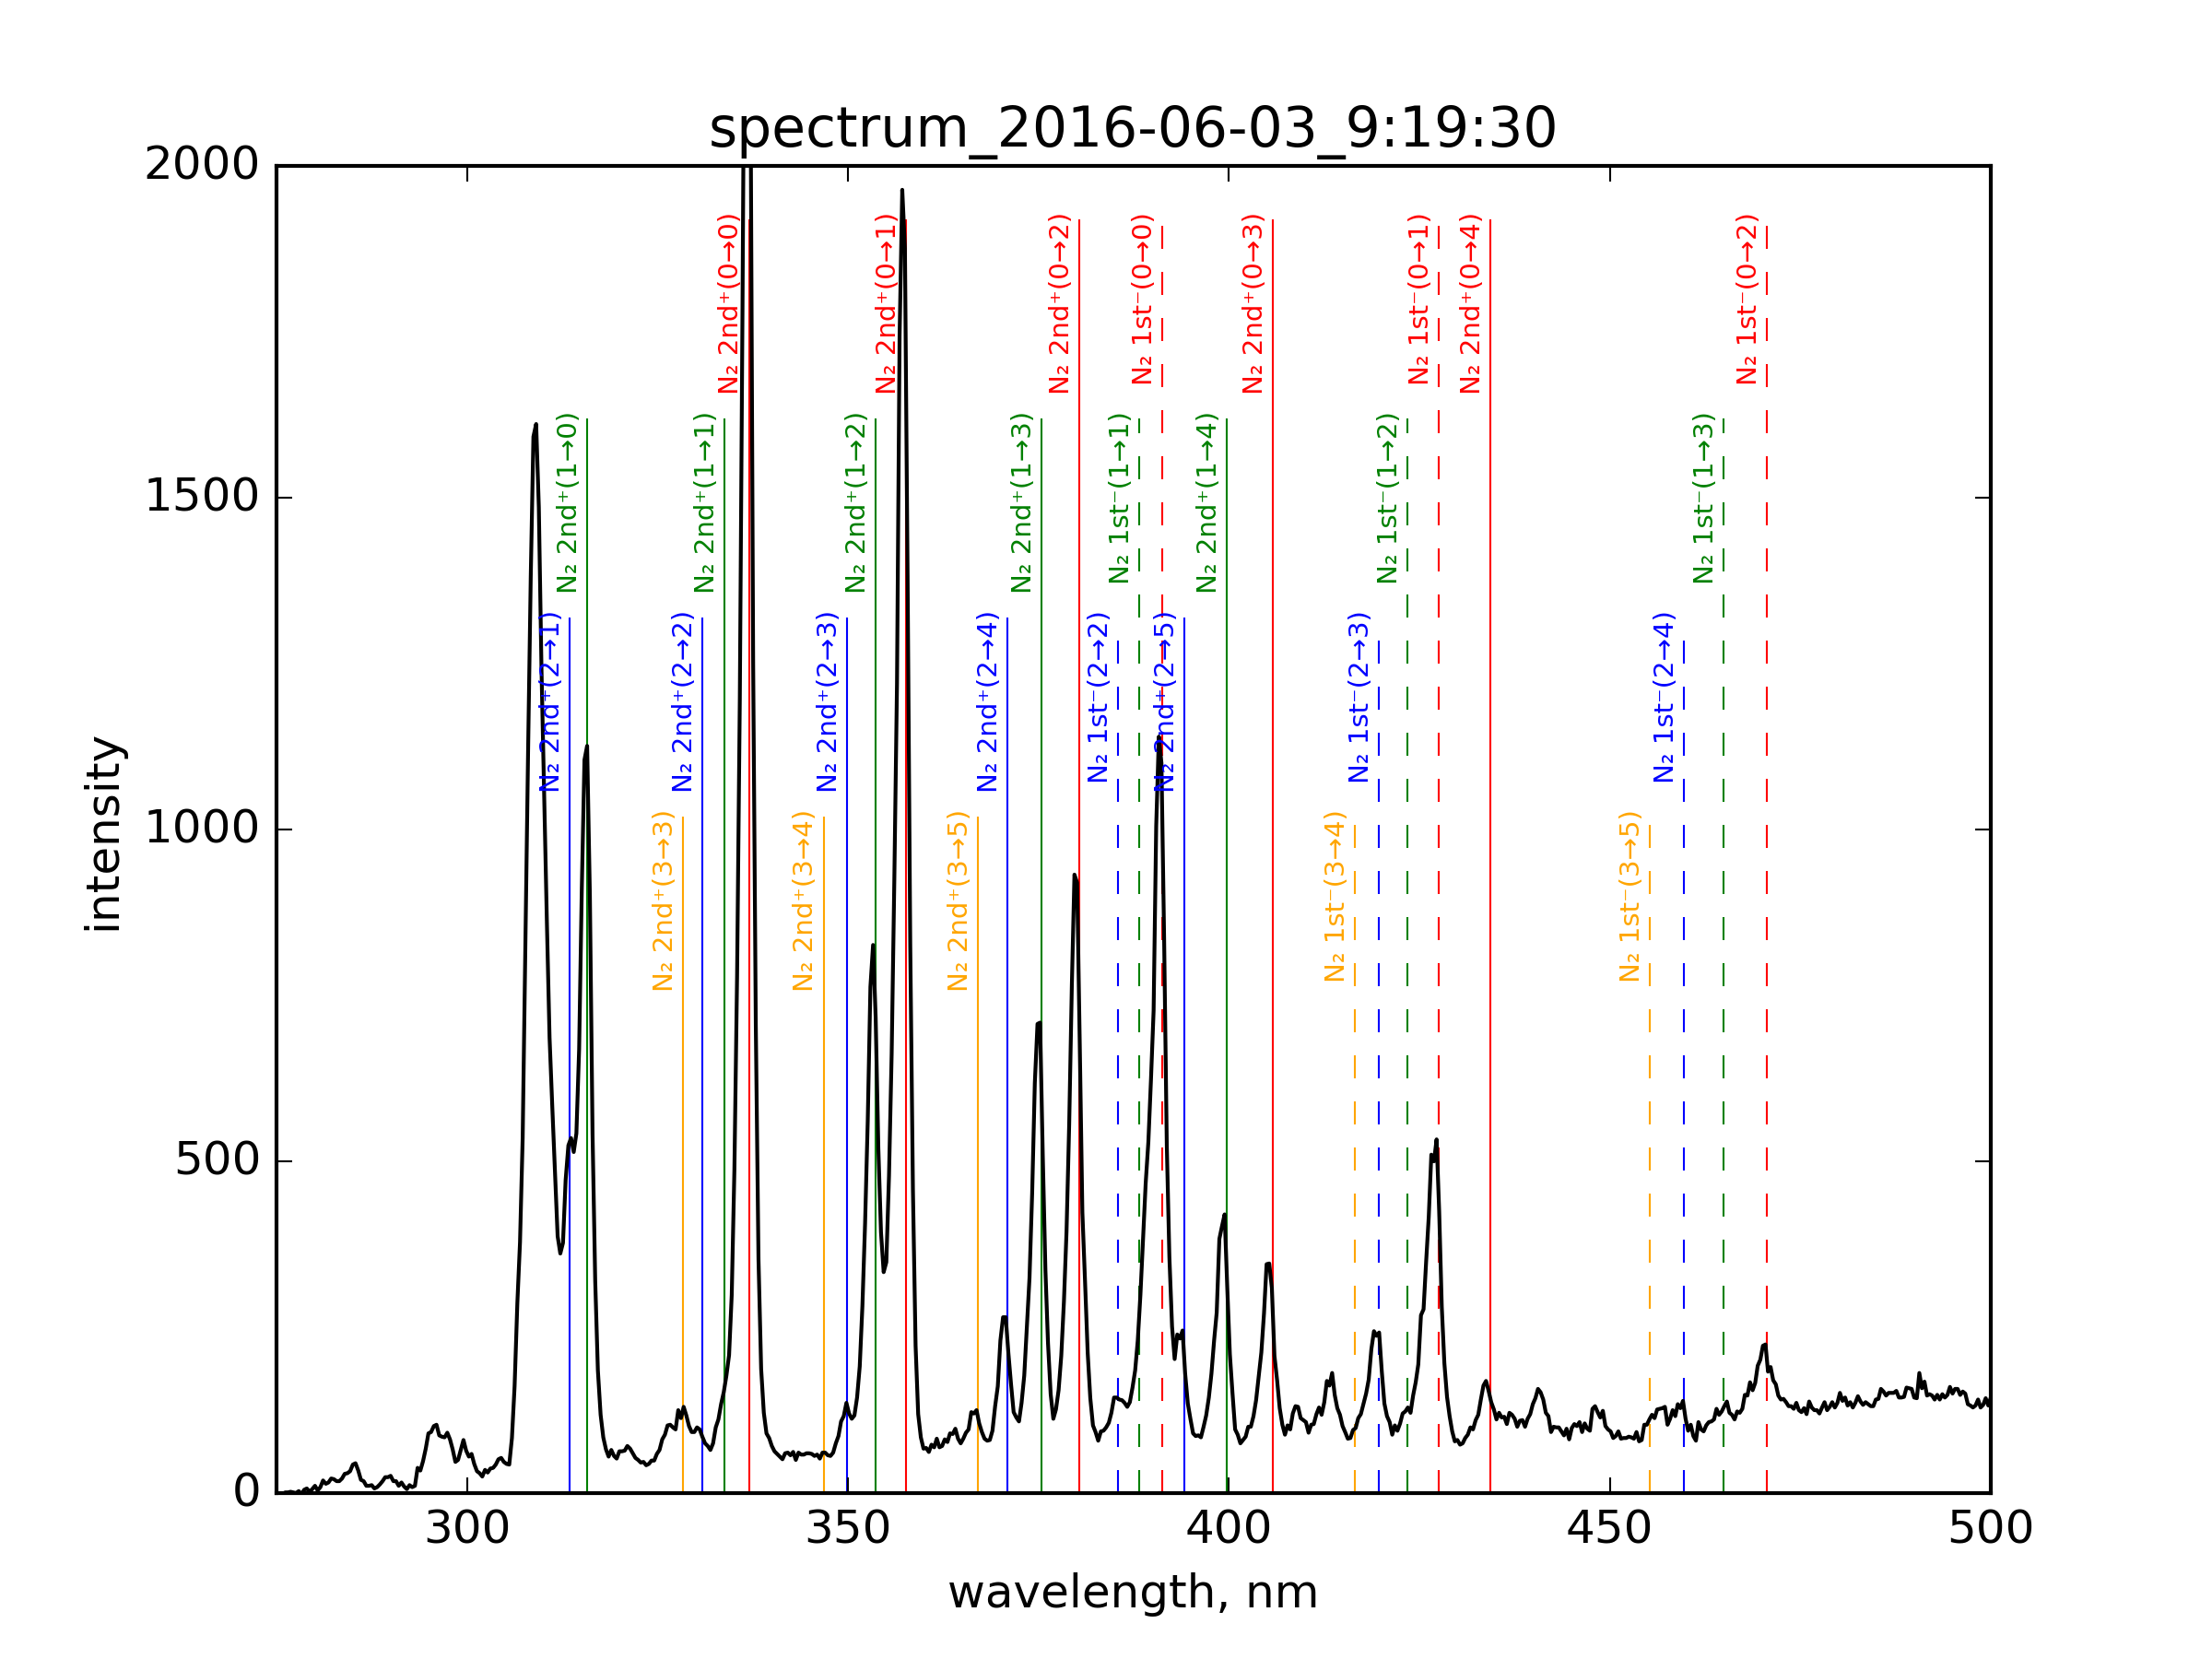 spectrum_2016-06-03_9:19:30
2000
1500
1000
500
0
intensity
N₂ 2nd⁺(0→0)
N₂ 2nd⁺(0→1)
N₂ 2nd⁺(0→2)
N₂ 1st⁻(0→0)
N₂ 2nd⁺(0→3)
N₂ 1st⁻(0→1)
N₂ 2nd⁺(0→4)
N₂ 1st⁻(0→2)
N₂ 2nd⁺(1→0)
N₂ 2nd⁺(1→1)
N₂ 2nd⁺(1→2)
N₂ 2nd⁺(1→3)
N₂ 1st⁻(1→1)
N₂ 2nd⁺(1→4)
N₂ 1st⁻(1→2)
N₂ 1st⁻(1→3)
N₂ 2nd⁺(2→1)
N₂ 2nd⁺(2→2)
N₂ 2nd⁺(2→3)
N₂ 2nd⁺(2→4)
N₂ 1st⁻(2→2)
N₂ 2nd⁺(2→5)
N₂ 1st⁻(2→3)
N₂ 1st⁻(2→4)
N₂ 2nd⁺(3→3)
N₂ 2nd⁺(3→4)
N₂ 2nd⁺(3→5)
N₂ 1st⁻(3→4)
N₂ 1st⁻(3→5)
300
350
400
450
500
wavelength, nm